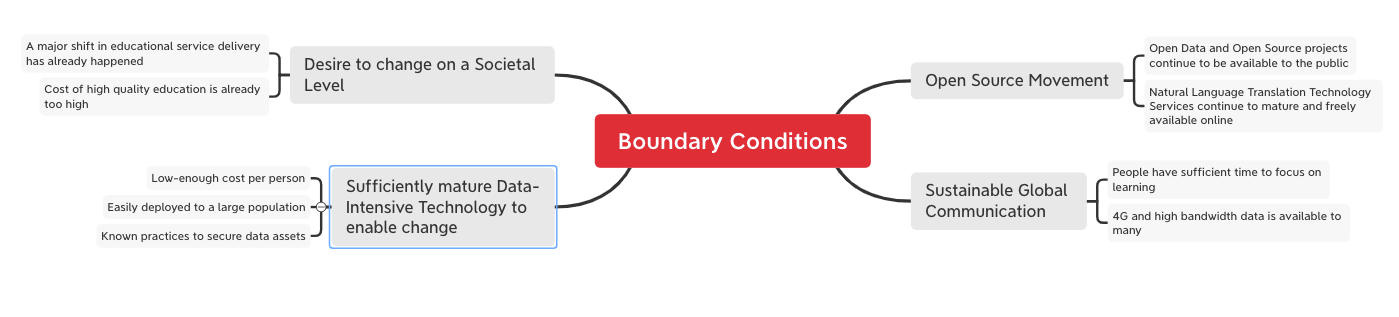 A major shift in educational service delivery
has already happened
Cost of high quality education is already
too high
Desire to change on a Societal
Level
Low-enough cost per person
Easily deployed to a large population
Known practices to secure data assets
Sufficiently mature Data-
Intensive Technology to
enable change
Boundary Conditions
Open Source Movement
Open Data and Open Source projects
continue to be available to the public
Natural Language Translation Technology
Services continue to mature and freely
available online
Sustainable Global
Communication
People have sufficient time to focus on
learning
4G and high bandwidth data is available to
many